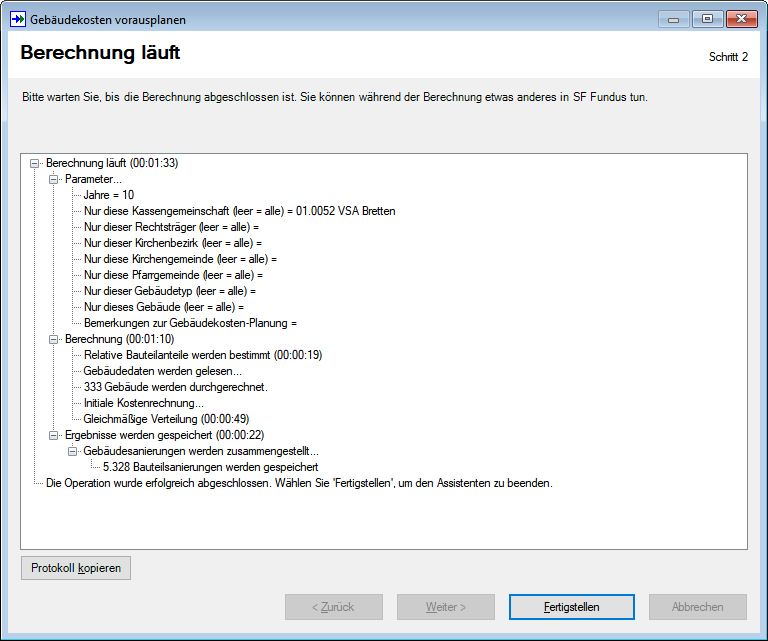 Gebäudekosten vorausplanen
Berechnung läuft
Schritt 2
Bitte warten Sie, bis die Berechnung abgeschlossen ist. Sie können während der Berechnung etwas anderes in SF Fundus tun.
Berechnung läuft (00:01:33)
Parameter...
Jahre = 10
Nur diese Kassengemeinschaft (leer = alle) = 01.0052 VSA Bretten
Nur dieser Rechtsträger (leer = alle) =
Nur dieser Kirchenbezirk (leer = alle) =
Nur diese Kirchengemeinde (leer = alle) =
Nur diese Pfarrgemeinde (leer = alle) =
Nur dieser Gebäudetyp (leer = alle) =
Nur dieses Gebäude (leer = alle) =
Bemerkungen zur Gebäudekosten-Planung =
Berechnung (00:01:10)
Relative Bauteilanteile werden bestimmt (00:00:19)
Gebäudedaten werden gelesen...
333 Gebäude werden durchgerechnet.
Initiale Kostenrechnung...
Gleichmäßige Verteilung (00:00:49)
Ergebnisse werden gespeichert (00:00:22)
Gebäudesanierungen werden zusammengestellt...
5.328 Bauteilsanierungen werden gespeichert
Die Operation wurde erfolgreich abgeschlossen. Wählen Sie 'Fertigstellen', um den Assistenten zu beenden.
Protokoll kopieren
< Zurück
Weiter >
Fertigstellen
Abbrechen